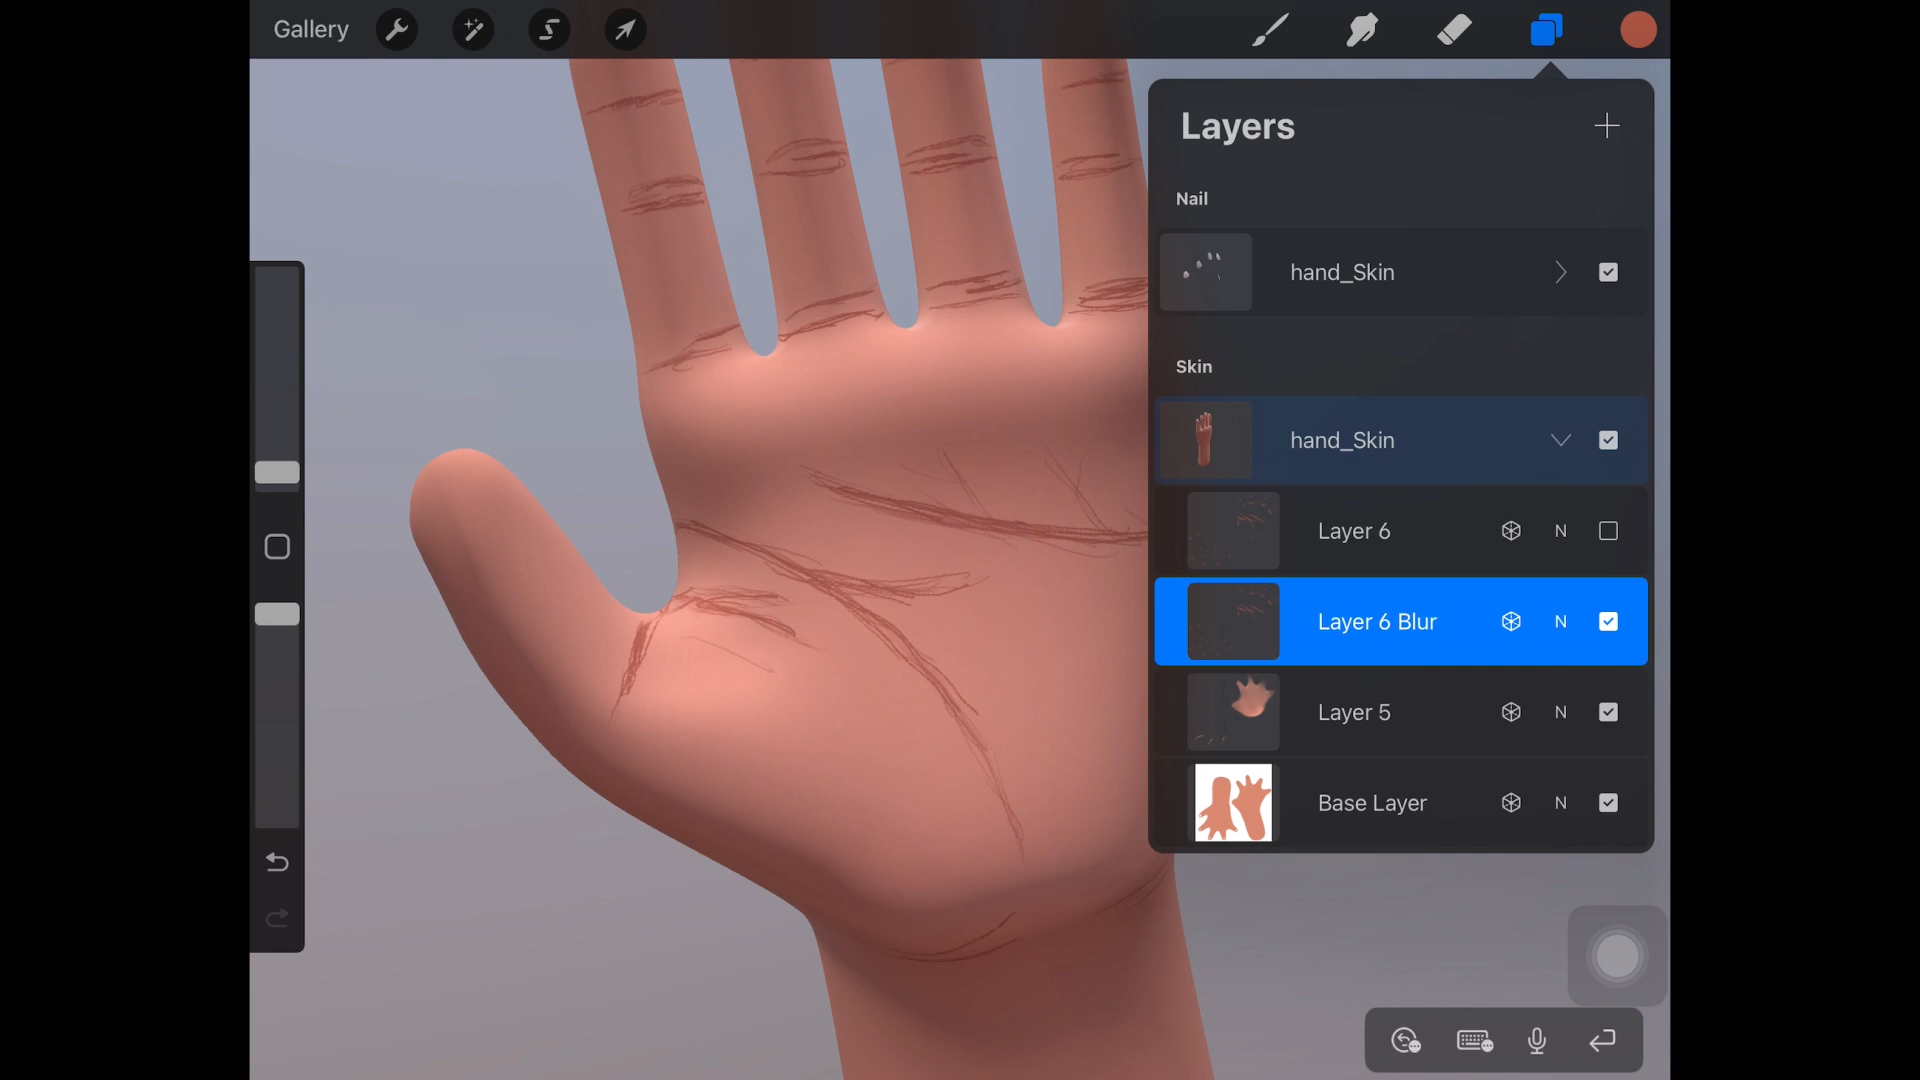 Gallery
Layers
Nail
hand_Skin
Skin
hand_Skin
Layer 6 N
Layer 6 Blur N
Layer 5 N
Base Layer N